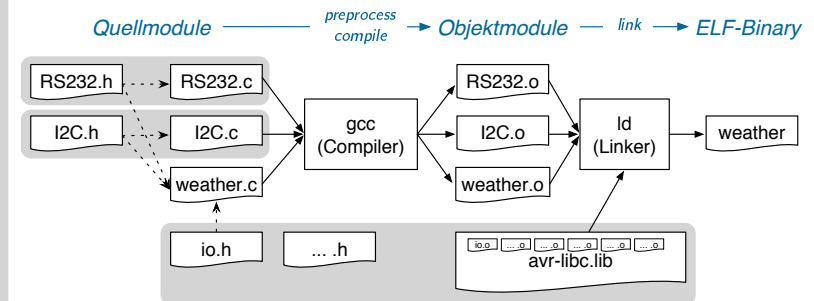 Quellmodule preprocess compile Objektmodule link ELF-Binary
RS232.h RS232.c RS232.o
I2C.h I2C.c gcc (Compiler) I2C.o ld (Linker) weather
weather.c weather.o
io.h ... .h io.o ... .o ... .o ... .o ... .o ... .o
avr-libc.lib